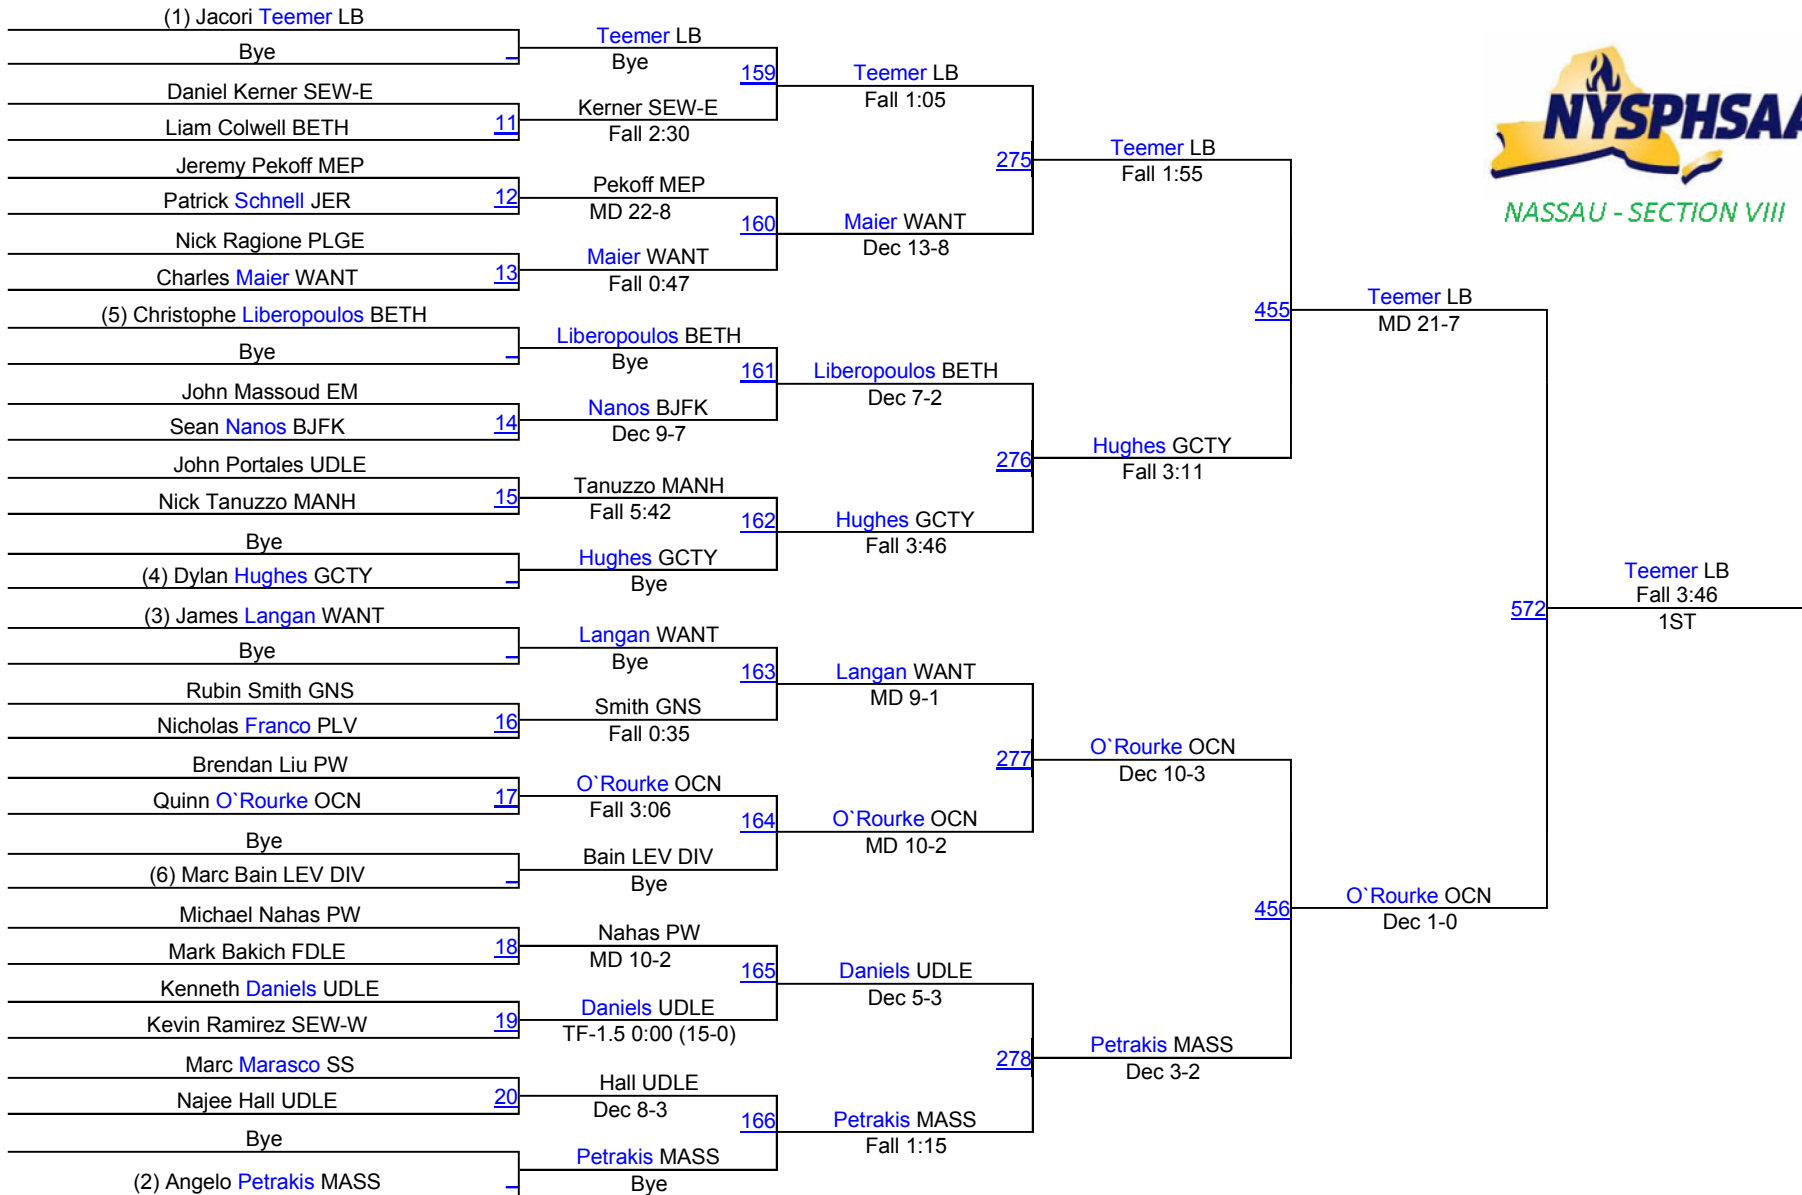 (1) Jacori Teemer LB
Bye
Daniel Kerner SEW-E
Liam Colwell BETH 11
Jeremy Pekoff MEP
Patrick Schnell JER 12
Nick Ragione PLGE
Charles Maier WANT 13
(5) Christophe Liberopoulos BETH
Bye
John Massoud EM
Sean Nanos BJFK 14
John Portales UDLE
Nick Tanuzzo MANH 15
Bye
(4) Dylan Hughes GCTY
(3) James Langan WANT
Bye
Rubin Smith GNS
Nicholas Franco PLV 16
Brendan Liu PW
Quinn O`Rourke OCN 17
Bye
(6) Marc Bain LEV DIV
Michael Nahas PW
Mark Bakich FDLE 18
Kenneth Daniels UDLE
Kevin Ramirez SEW-W 19
Marc Marasco SS
Najee Hall UDLE 20
Bye
(2) Angelo Petrakis MASS
Teemer LB
Bye
159
Kerner SEW-E
Fall 2:30
Pekoff MEP
MD 22-8
160
Maier WANT
Fall 0:47
Liberopoulos BETH
Bye
161
Nanos BJFK
Dec 9-7
Tanuzzo MANH
Fall 5:42
162
Hughes GCTY
Bye
Langan WANT
Bye
163
Smith GNS
Fall 0:35
O`Rourke OCN
Fall 3:06
164
Bain LEV DIV
Bye
Nahas PW
MD 10-2
165
Daniels UDLE
TF-1.5 0:00 (15-0)
Hall UDLE
Dec 8-3
166
Petrakis MASS
Bye
Teemer LB
Fall 1:05
275
Maier WANT
Dec 13-8
Liberopoulos BETH
Dec 7-2
276
Hughes GCTY
Fall 3:46
Langan WANT
MD 9-1
277
O`Rourke OCN
MD 10-2
Daniels UDLE
Dec 5-3
278
Petrakis MASS
Fall 1:15
Teemer LB
Fall 1:55
455
Hughes GCTY
Fall 3:11
O`Rourke OCN
Dec 10-3
456
Petrakis MASS
Dec 3-2
Teemer LB
MD 21-7
572
O`Rourke OCN
Dec 1-0
Teemer LB
Fall 3:46
1ST
NYSPHSAA
NASSAU - SECTION VIII